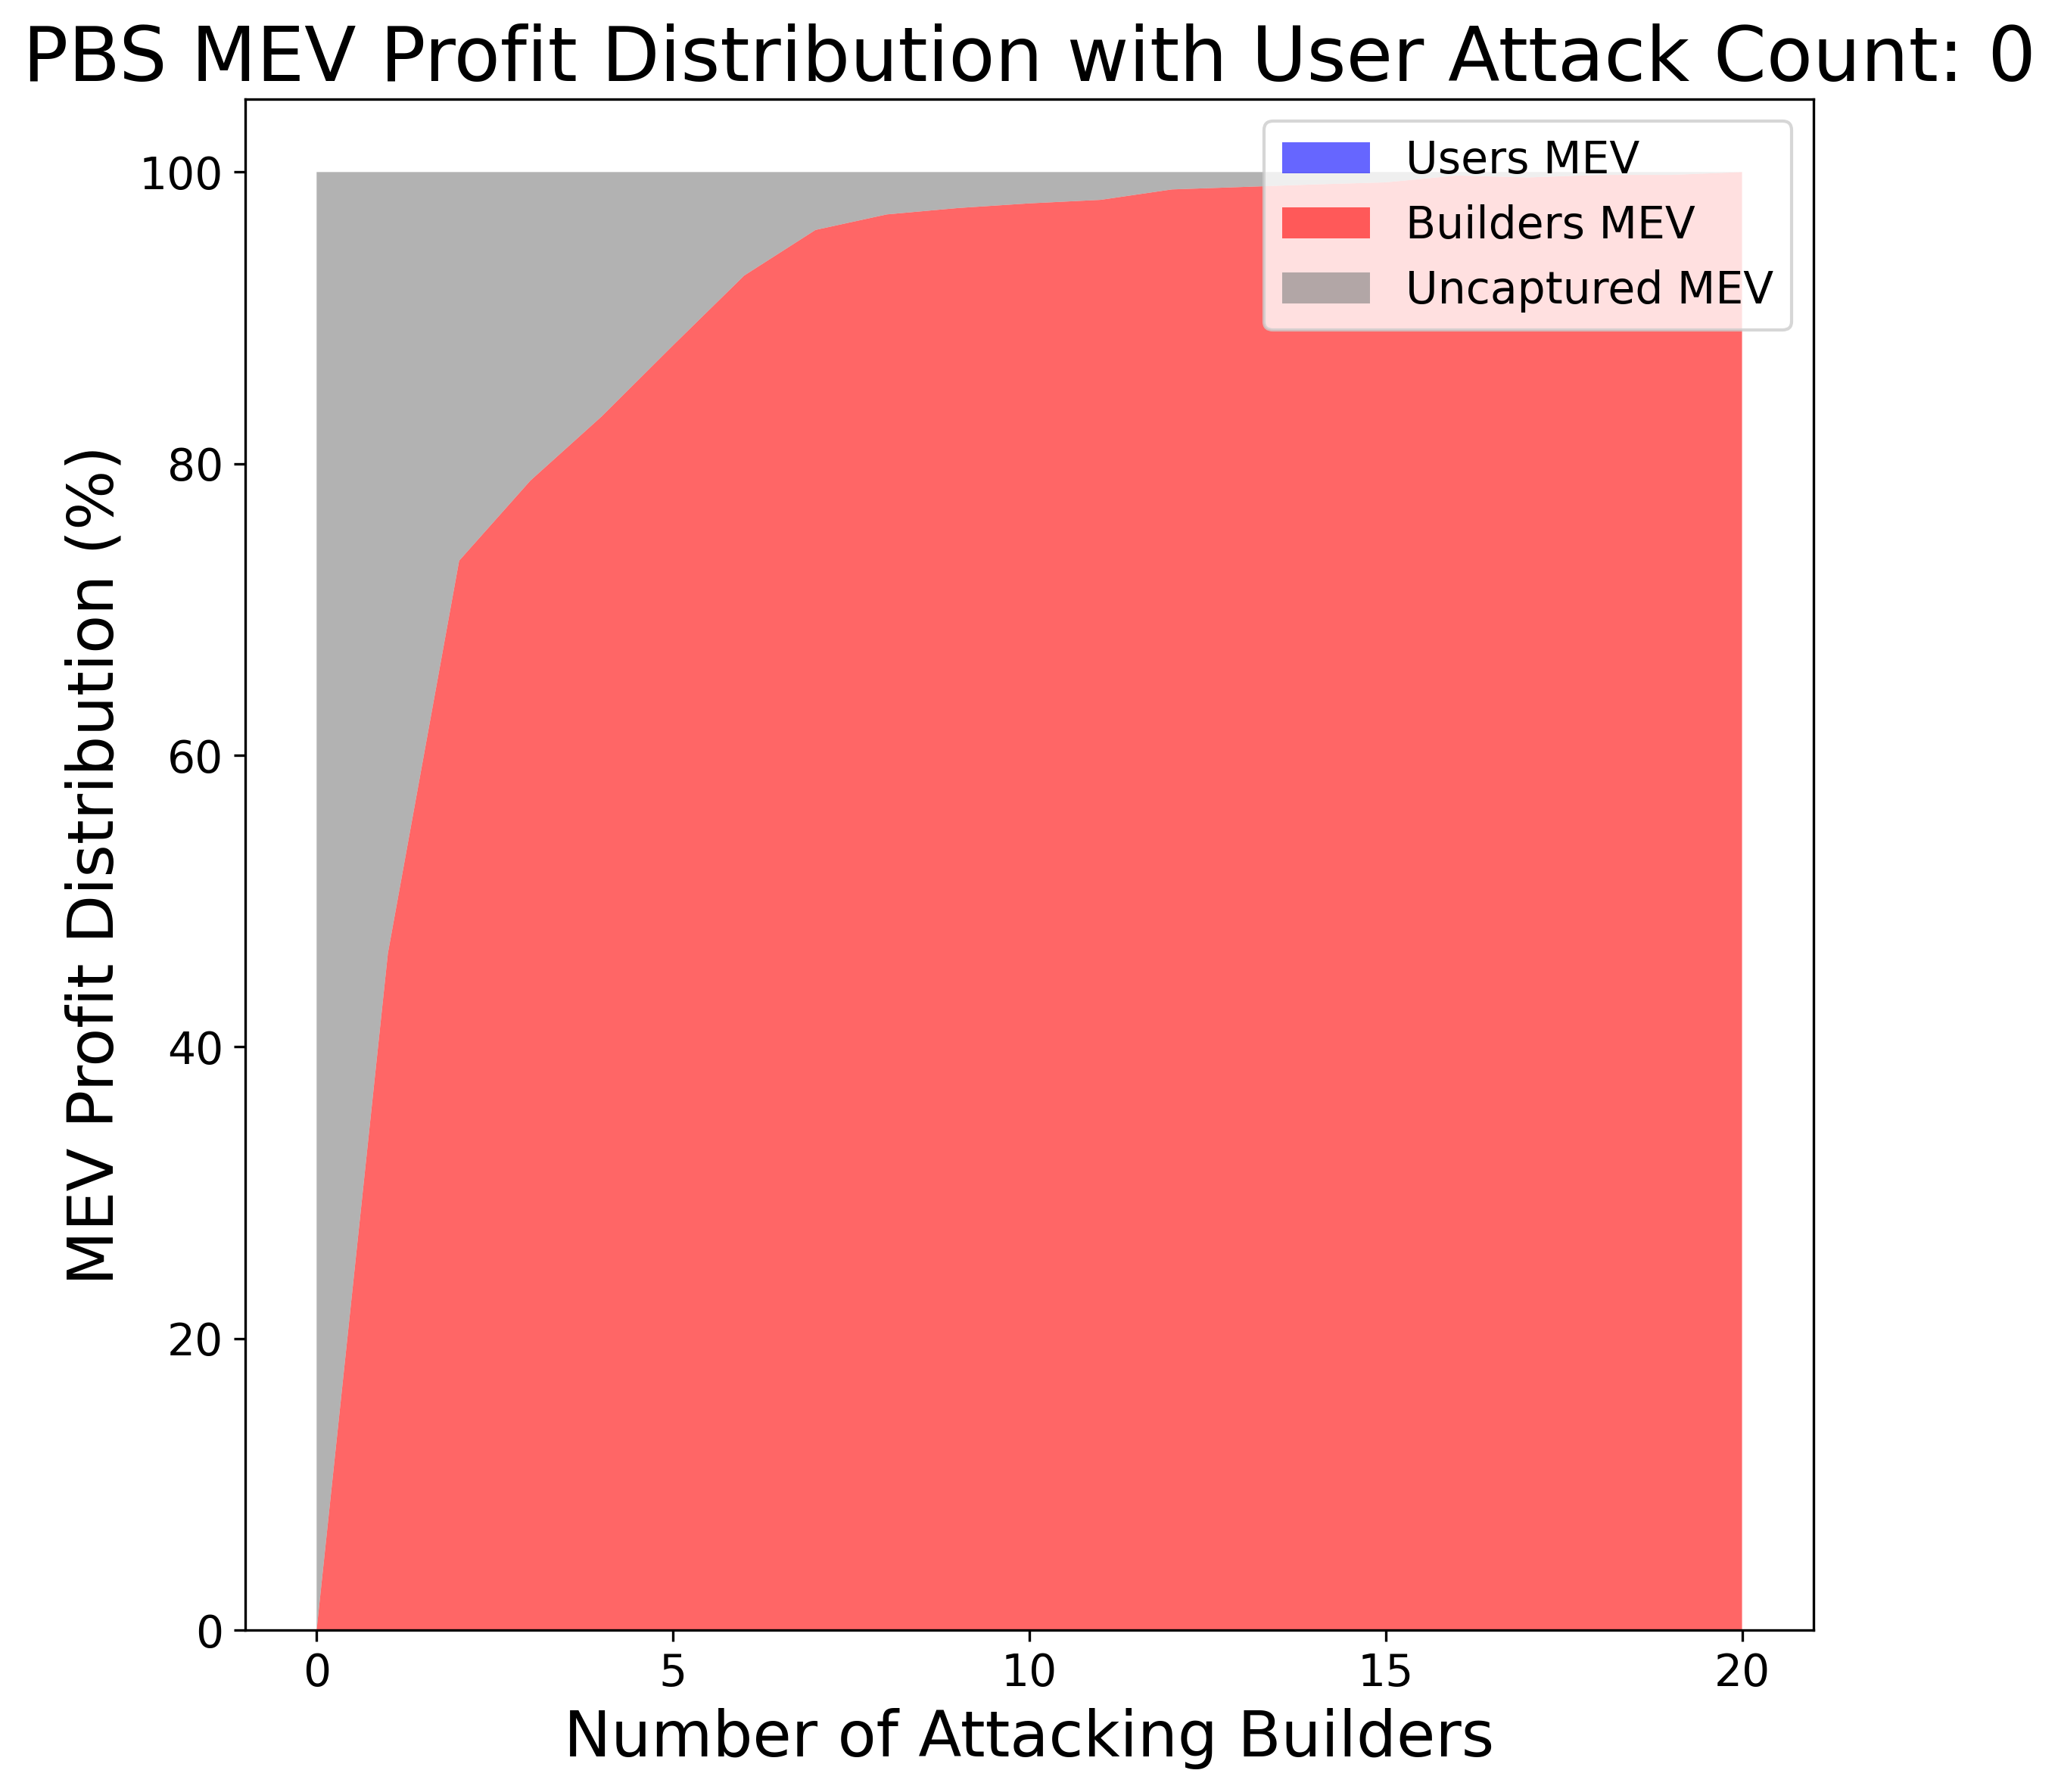 PBS MEV Profit Distribution with User Attack Count: 0
Users MEV
Builders MEV
Uncaptured MEV
MEV Profit Distribution (%)
100
80
60
40
20
0
0 5 10 15 20
Number of Attacking Builders